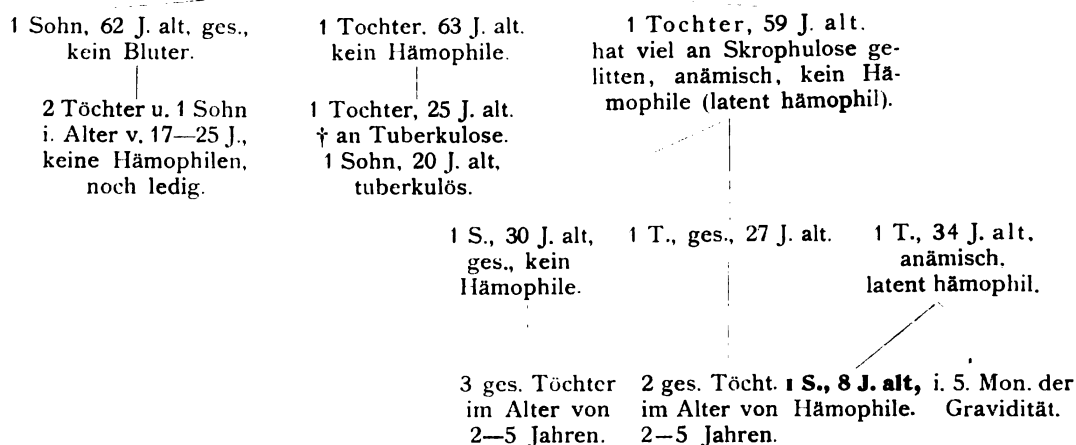 1 Sohn, 62 J. alt, ges.,
kein Bluter.
1 Tochter. 63 J. alt.
kein Hämophile.
1 Tochter, 59 J. alt.
hat viel an Skrophulose ge-
litten, anämisch, kein Hä-
mophile (latent hämophil).
2 Töchter u. 1 Sohn
i. Alter v. 17—25 J.,
keine Hämophilen,
noch ledig.
1 Tochter, 25 J. alt.
† an Tuberkulose.
1 Sohn, 20 J. alt,
tuberkulös.
1 S., 30 J. alt,
ges., kein
Hämophile.
1 T., ges., 27 J. alt.
1 T., 34 J. alt.
anämisch.
latent hämophil.
3 ges. Töchter
im Alter von
2—5 Jahren.
2 ges. Töcht.
im Alter von
2—5 Jahren.
1 S., 8 J. alt,
Hämophile.
i. 5. Mon. der
Gravidität.